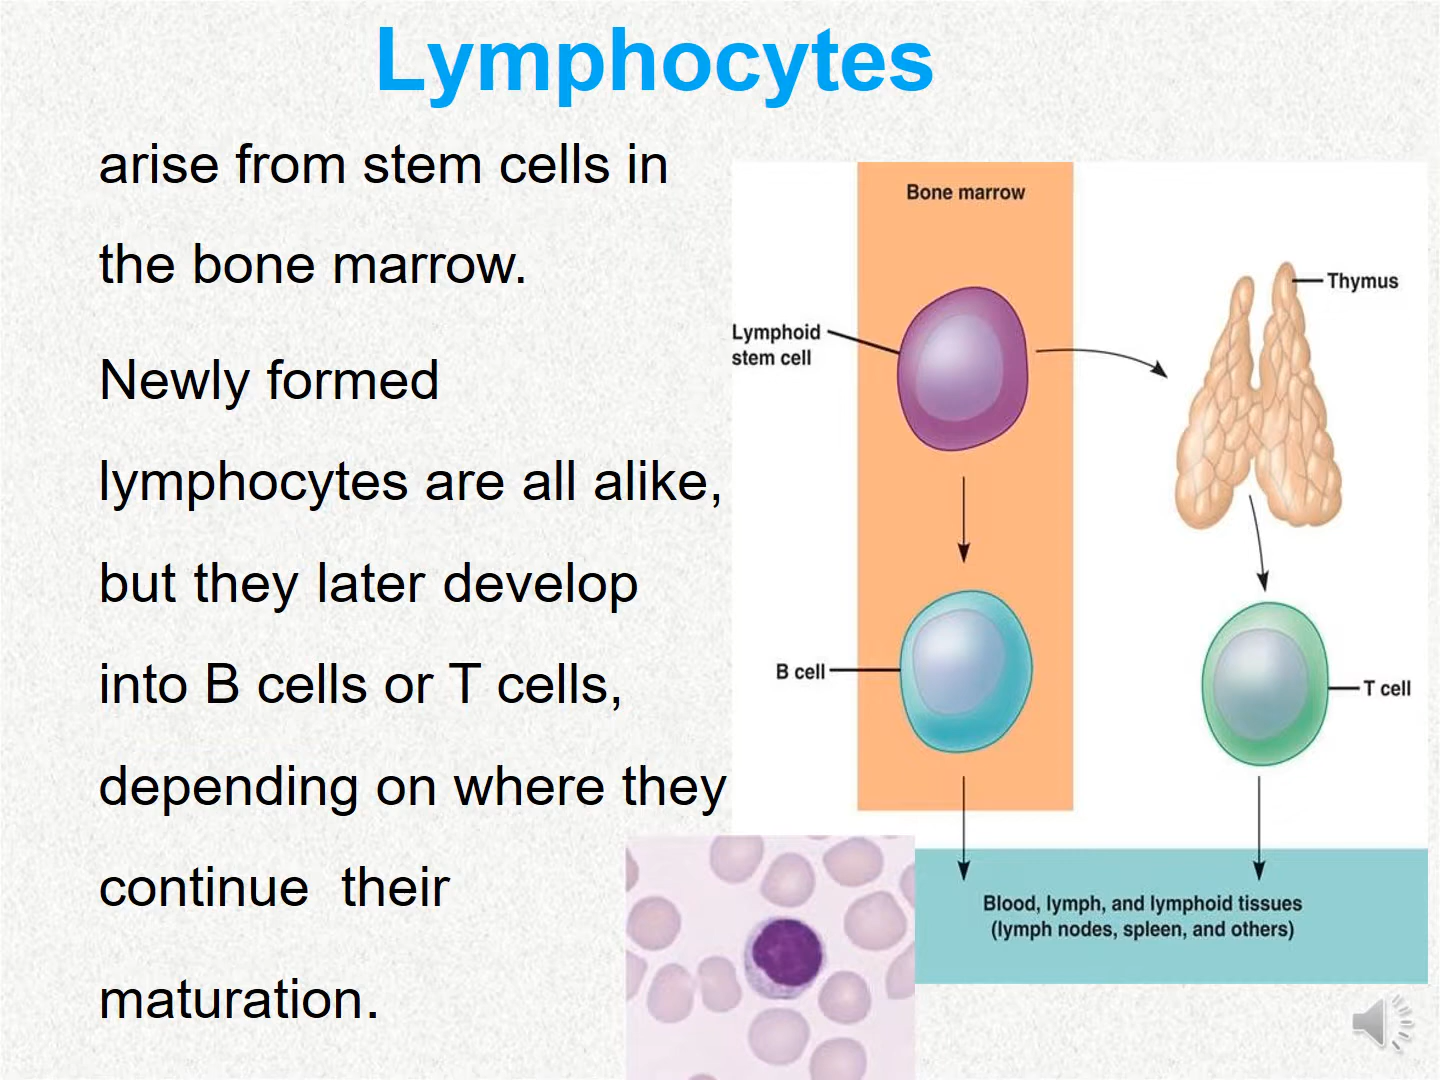 Lymphocytes
arise from stem cells in
the bone marrow.
Newly formed
lymphocytes are all alike,
but they later develop
into B cells or T cells,
depending on where they
continue  their
maturation.
Bone marrow
Thymus
Lymphoid
stem cell
B cell
T cell
Blood, lymph, and lymphoid tissues
(lymph nodes, spleen, and others)